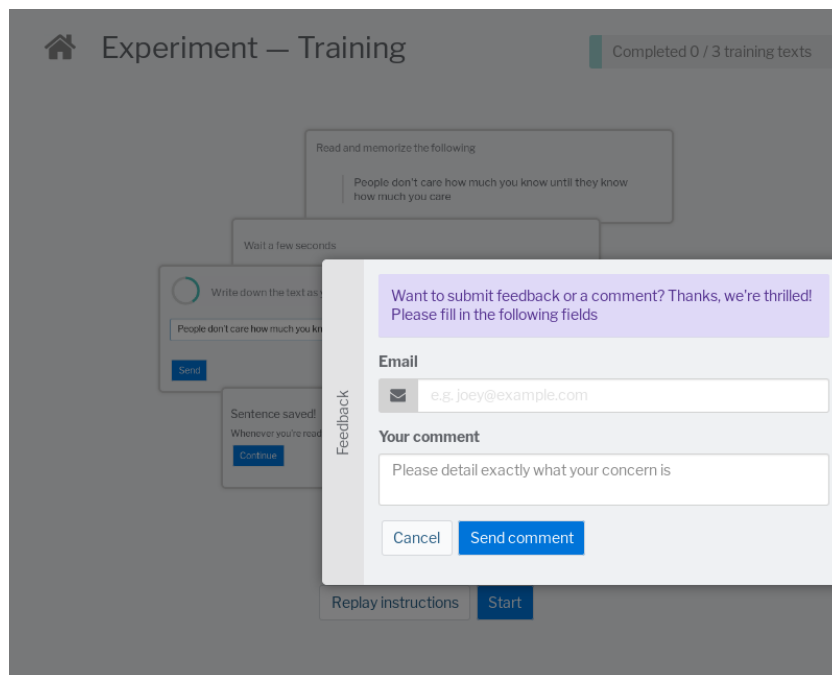 Experiment — Training
Completed 0 / 3 training texts
Read and memorize the following
People don't care how much you know until they know
how much you care
Wait a few seconds
Write down the text as
People don't care how much you kn
Send
Sentence saved!
Whenever you're read
Continue
Feedback
Want to submit feedback or a comment? Thanks, we're thrilled!
Please fill in the following fields
Email
e.g. joey@example.com
Your comment
Please detail exactly what your concern is
Cancel
Send comment
Replay instructions
Start